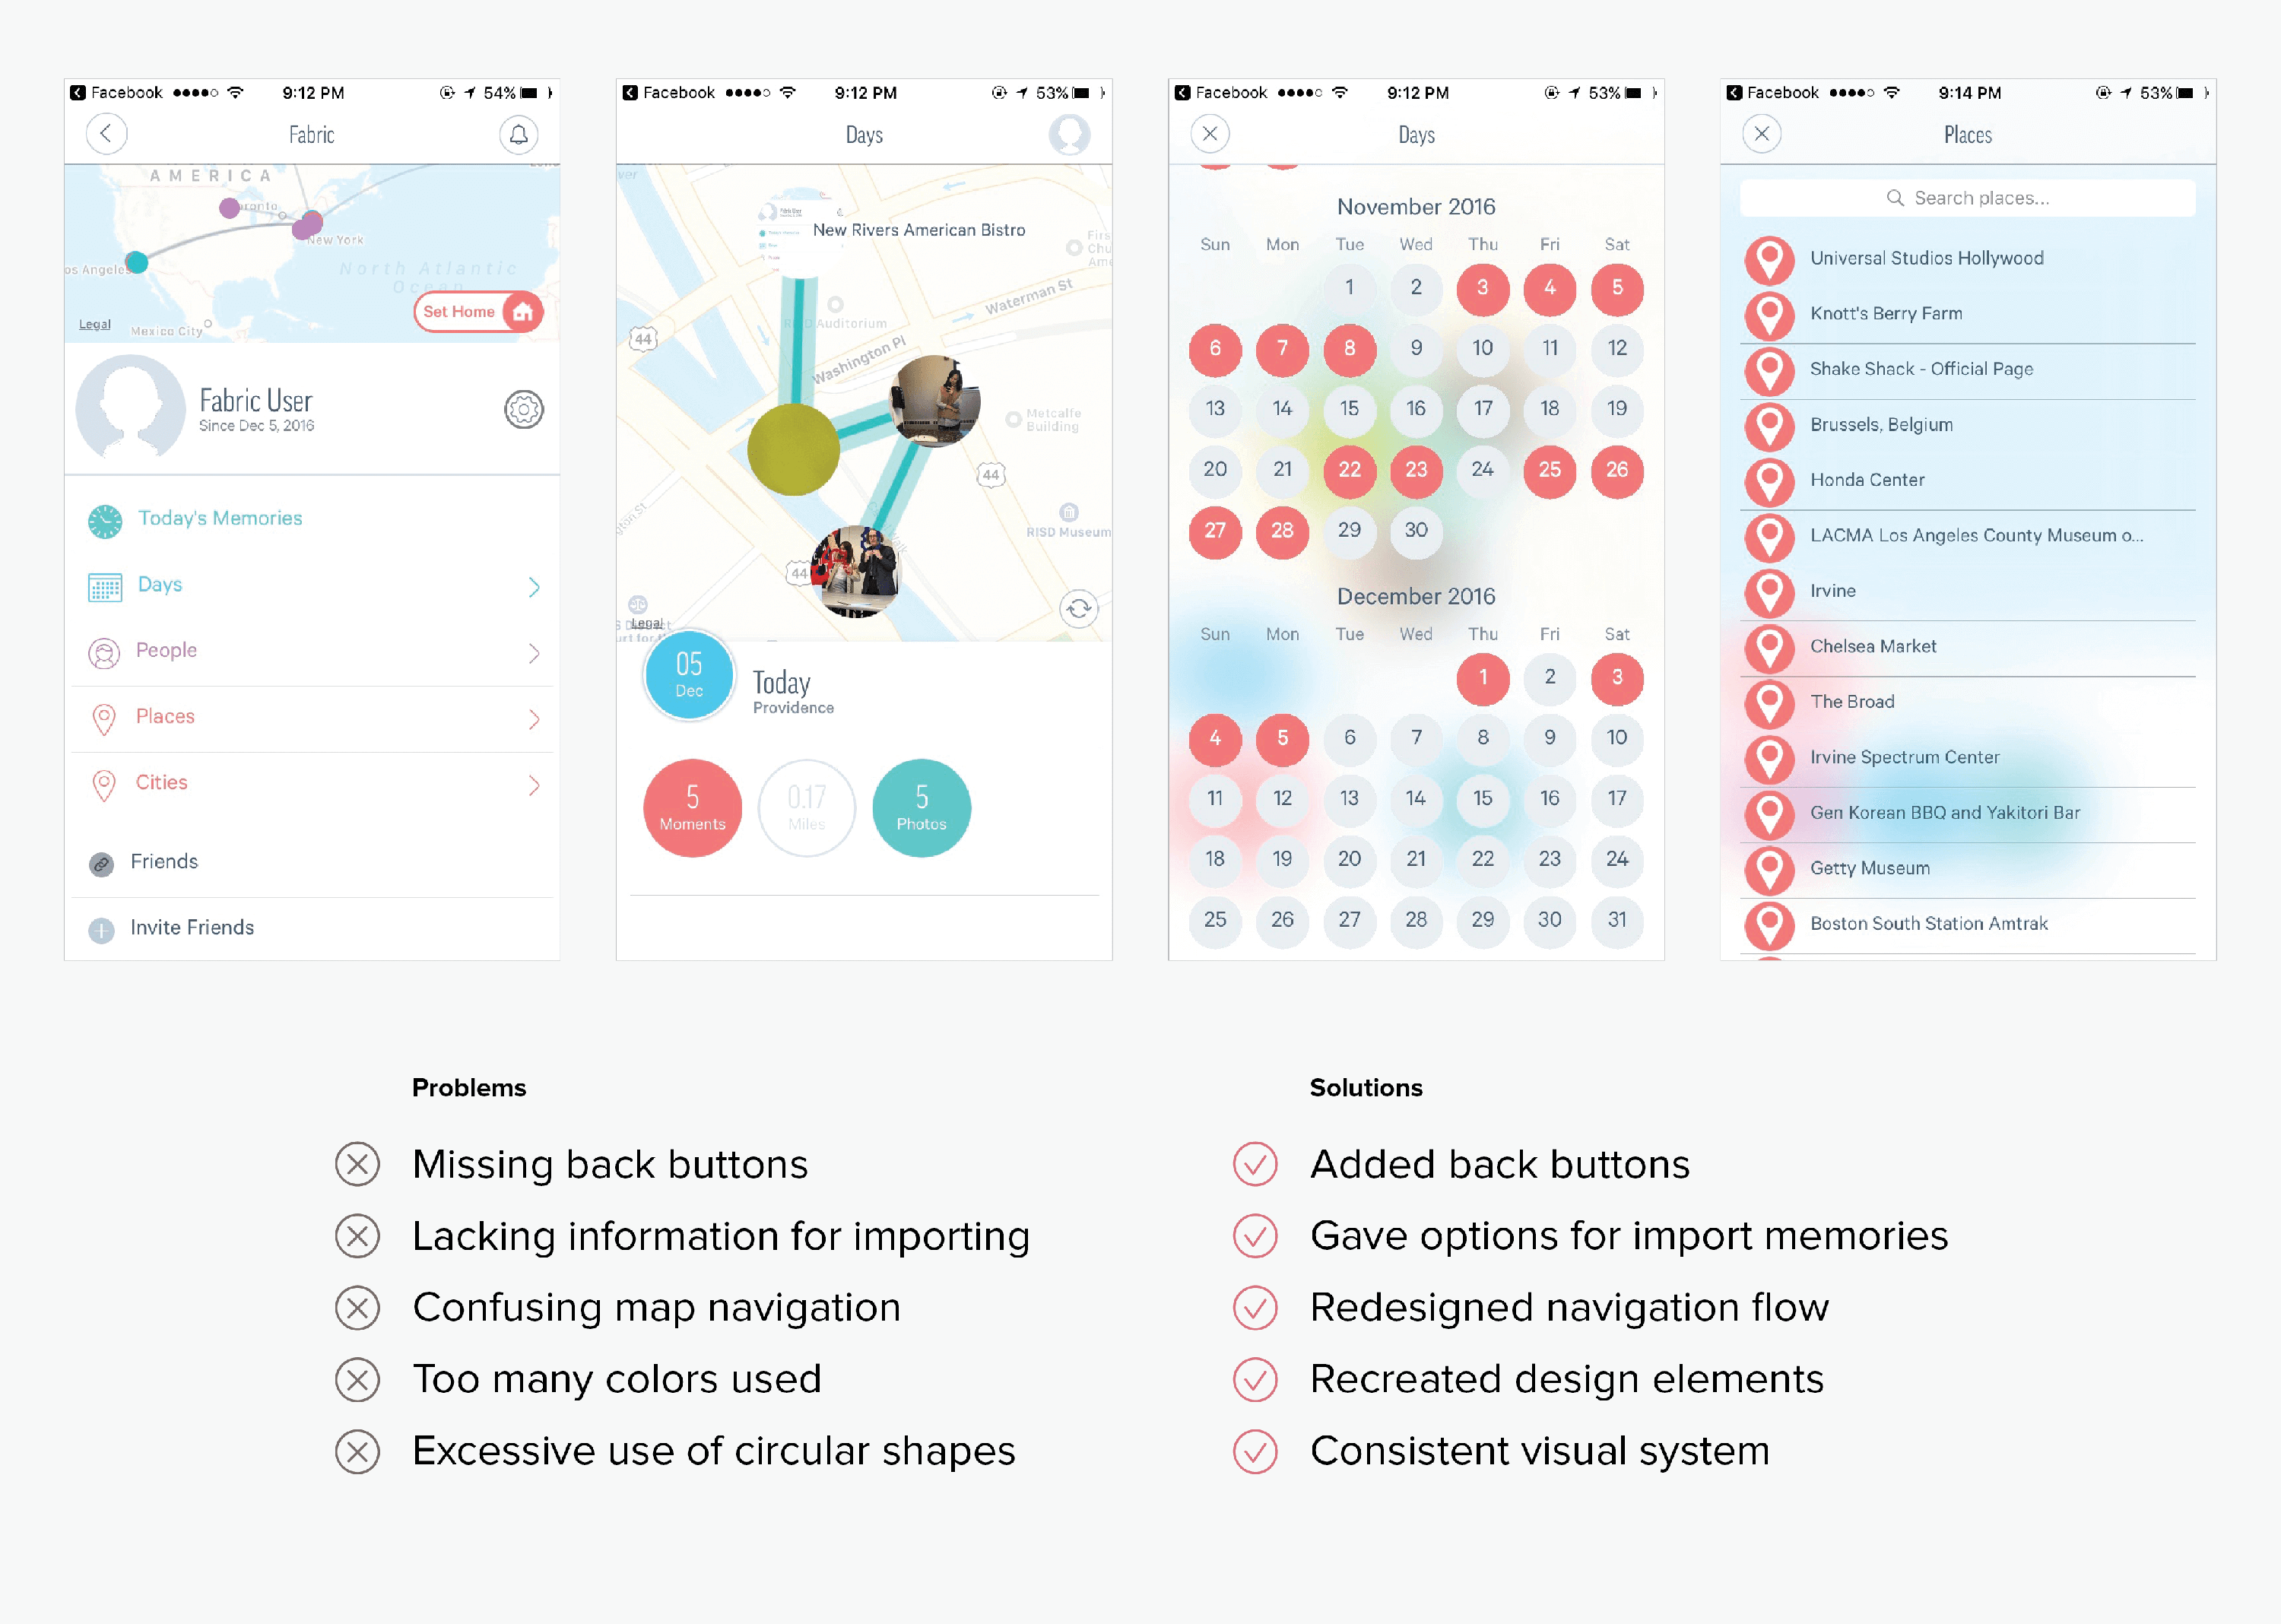 Facebook 9:12 PM 54%
Fabric
AMERICA
Toronto
New York
Los Angeles
North Atlantic
Ocean
Set Home
Legal
Mexico City
Fabric User
Since Dec 5, 2016
Today's Memories
Days
People
Places
Cities
Friends
Invite Friends
Facebook 9:12 PM 53%
Days
New Rivers American Bistro
Waterman St
Auditorium
44
Washington Pl
Metcalfe
Building
44
RISD Museum
44
Legal
05
Dec
Today
Providence
5
Moments
0.17
Miles
5
Photos
Facebook 9:12 PM 53%
Days
November 2016
Sun Mon Tue Wed Thu Fri Sat
1 2 3 4 5
6 7 8 9 10 11 12
13 14 15 16 17 18 19
20 21 22 23 24 25 26
27 28 29 30
December 2016
Sun Mon Tue Wed Thu Fri Sat
1 2 3
4 5 6 7 8 9 10
11 12 13 14 15 16 17
18 19 20 21 22 23 24
25 26 27 28 29 30 31
Facebook 9:14 PM 53%
Places
Search places...
Universal Studios Hollywood
Knott's Berry Farm
Shake Shack - Official Page
Brussels, Belgium
Honda Center
LACMA Los Angeles County Museum o...
Irvine
Chelsea Market
The Broad
Irvine Spectrum Center
Gen Korean BBQ and Yakitori Bar
Getty Museum
Boston South Station Amtrak
Problems
Missing back buttons
Lacking information for importing
Confusing map navigation
Too many colors used
Excessive use of circular shapes
Solutions
Added back buttons
Gave options for import memories
Redesigned navigation flow
Recreated design elements
Consistent visual system